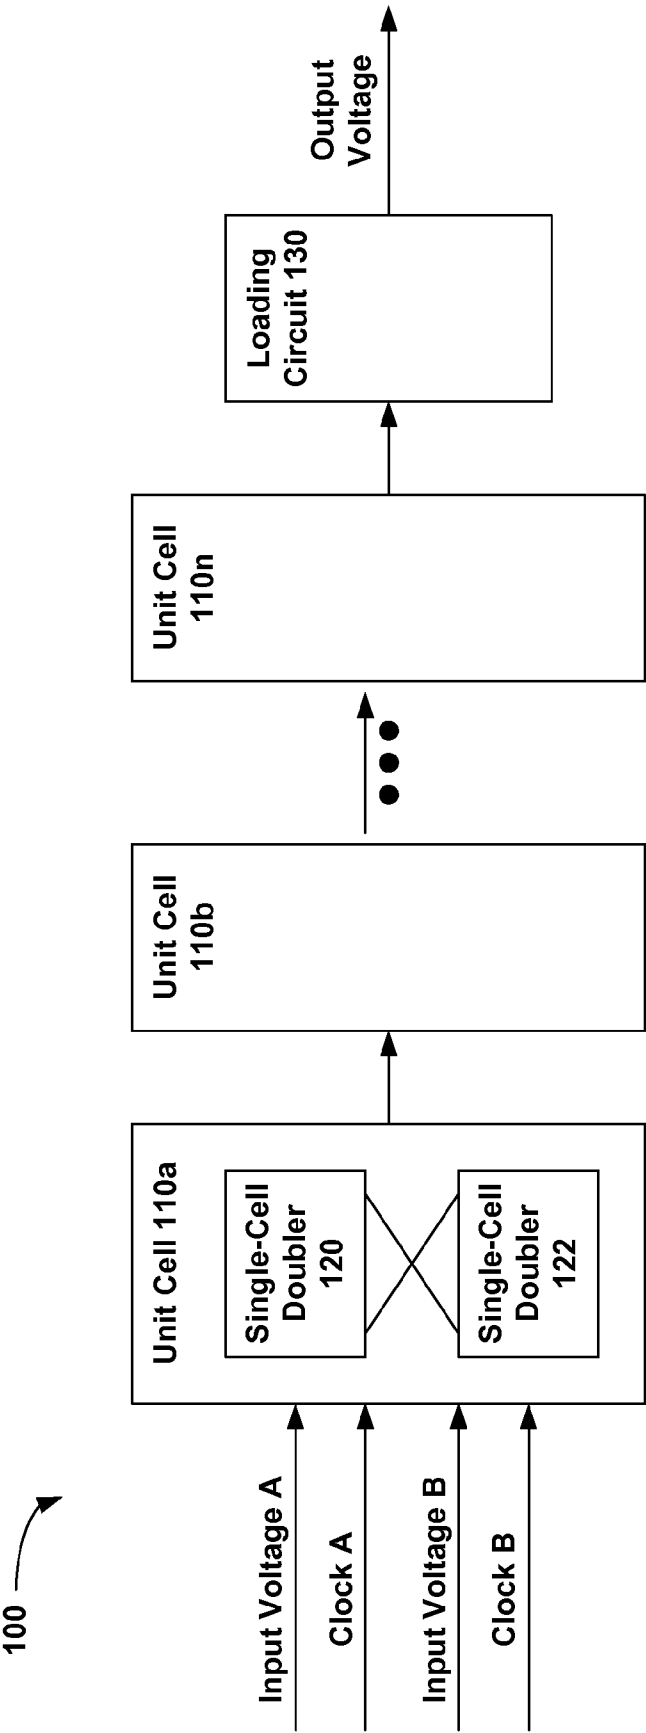 100
Input Voltage A
Clock A
Input Voltage B
Clock B
Unit Cell 110a
Single-Cell
Doubler
120
Single-Cell
Doubler
122
Unit Cell
110b
Unit Cell
110n
Loading
Circuit 130
Output
Voltage